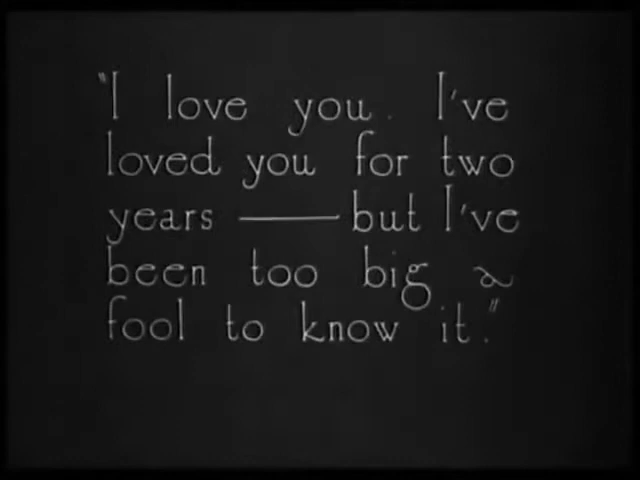 "I love you. I've
loved you for two
years — but I've
been too big a
fool to know it."